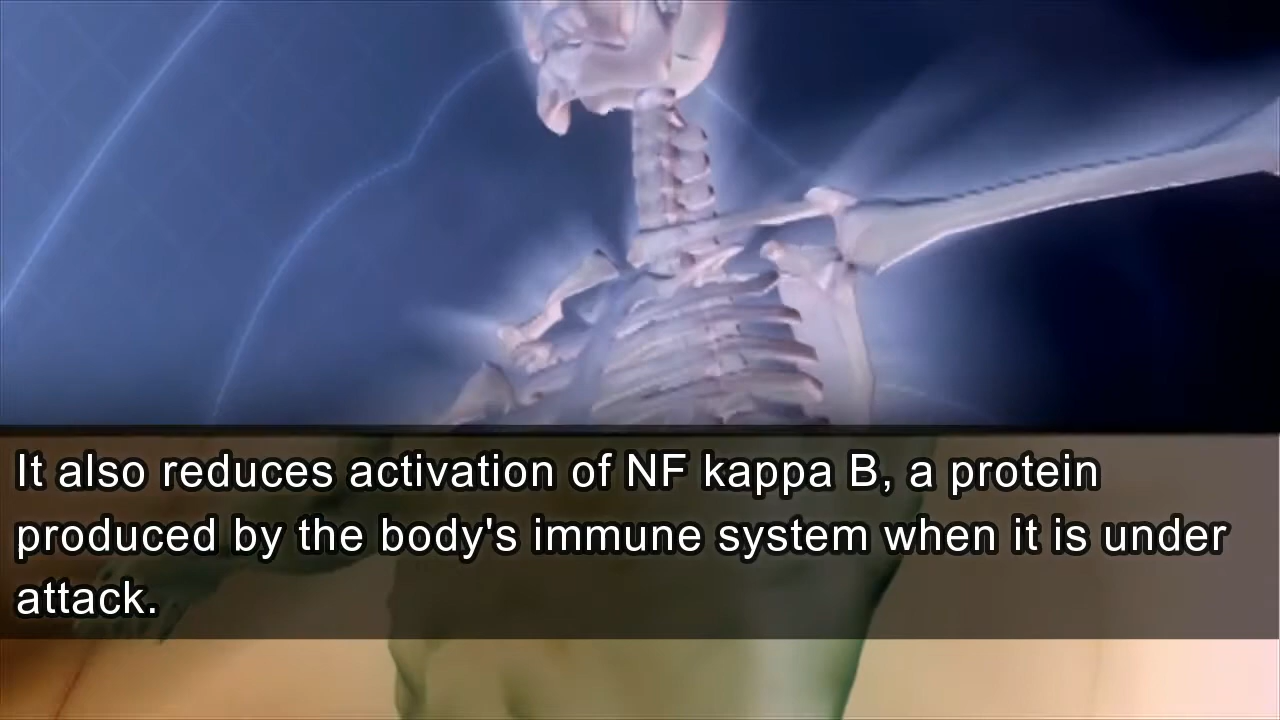 It also reduces activation of NF kappa B, a protein
produced by the body's immune system when it is under
attack.